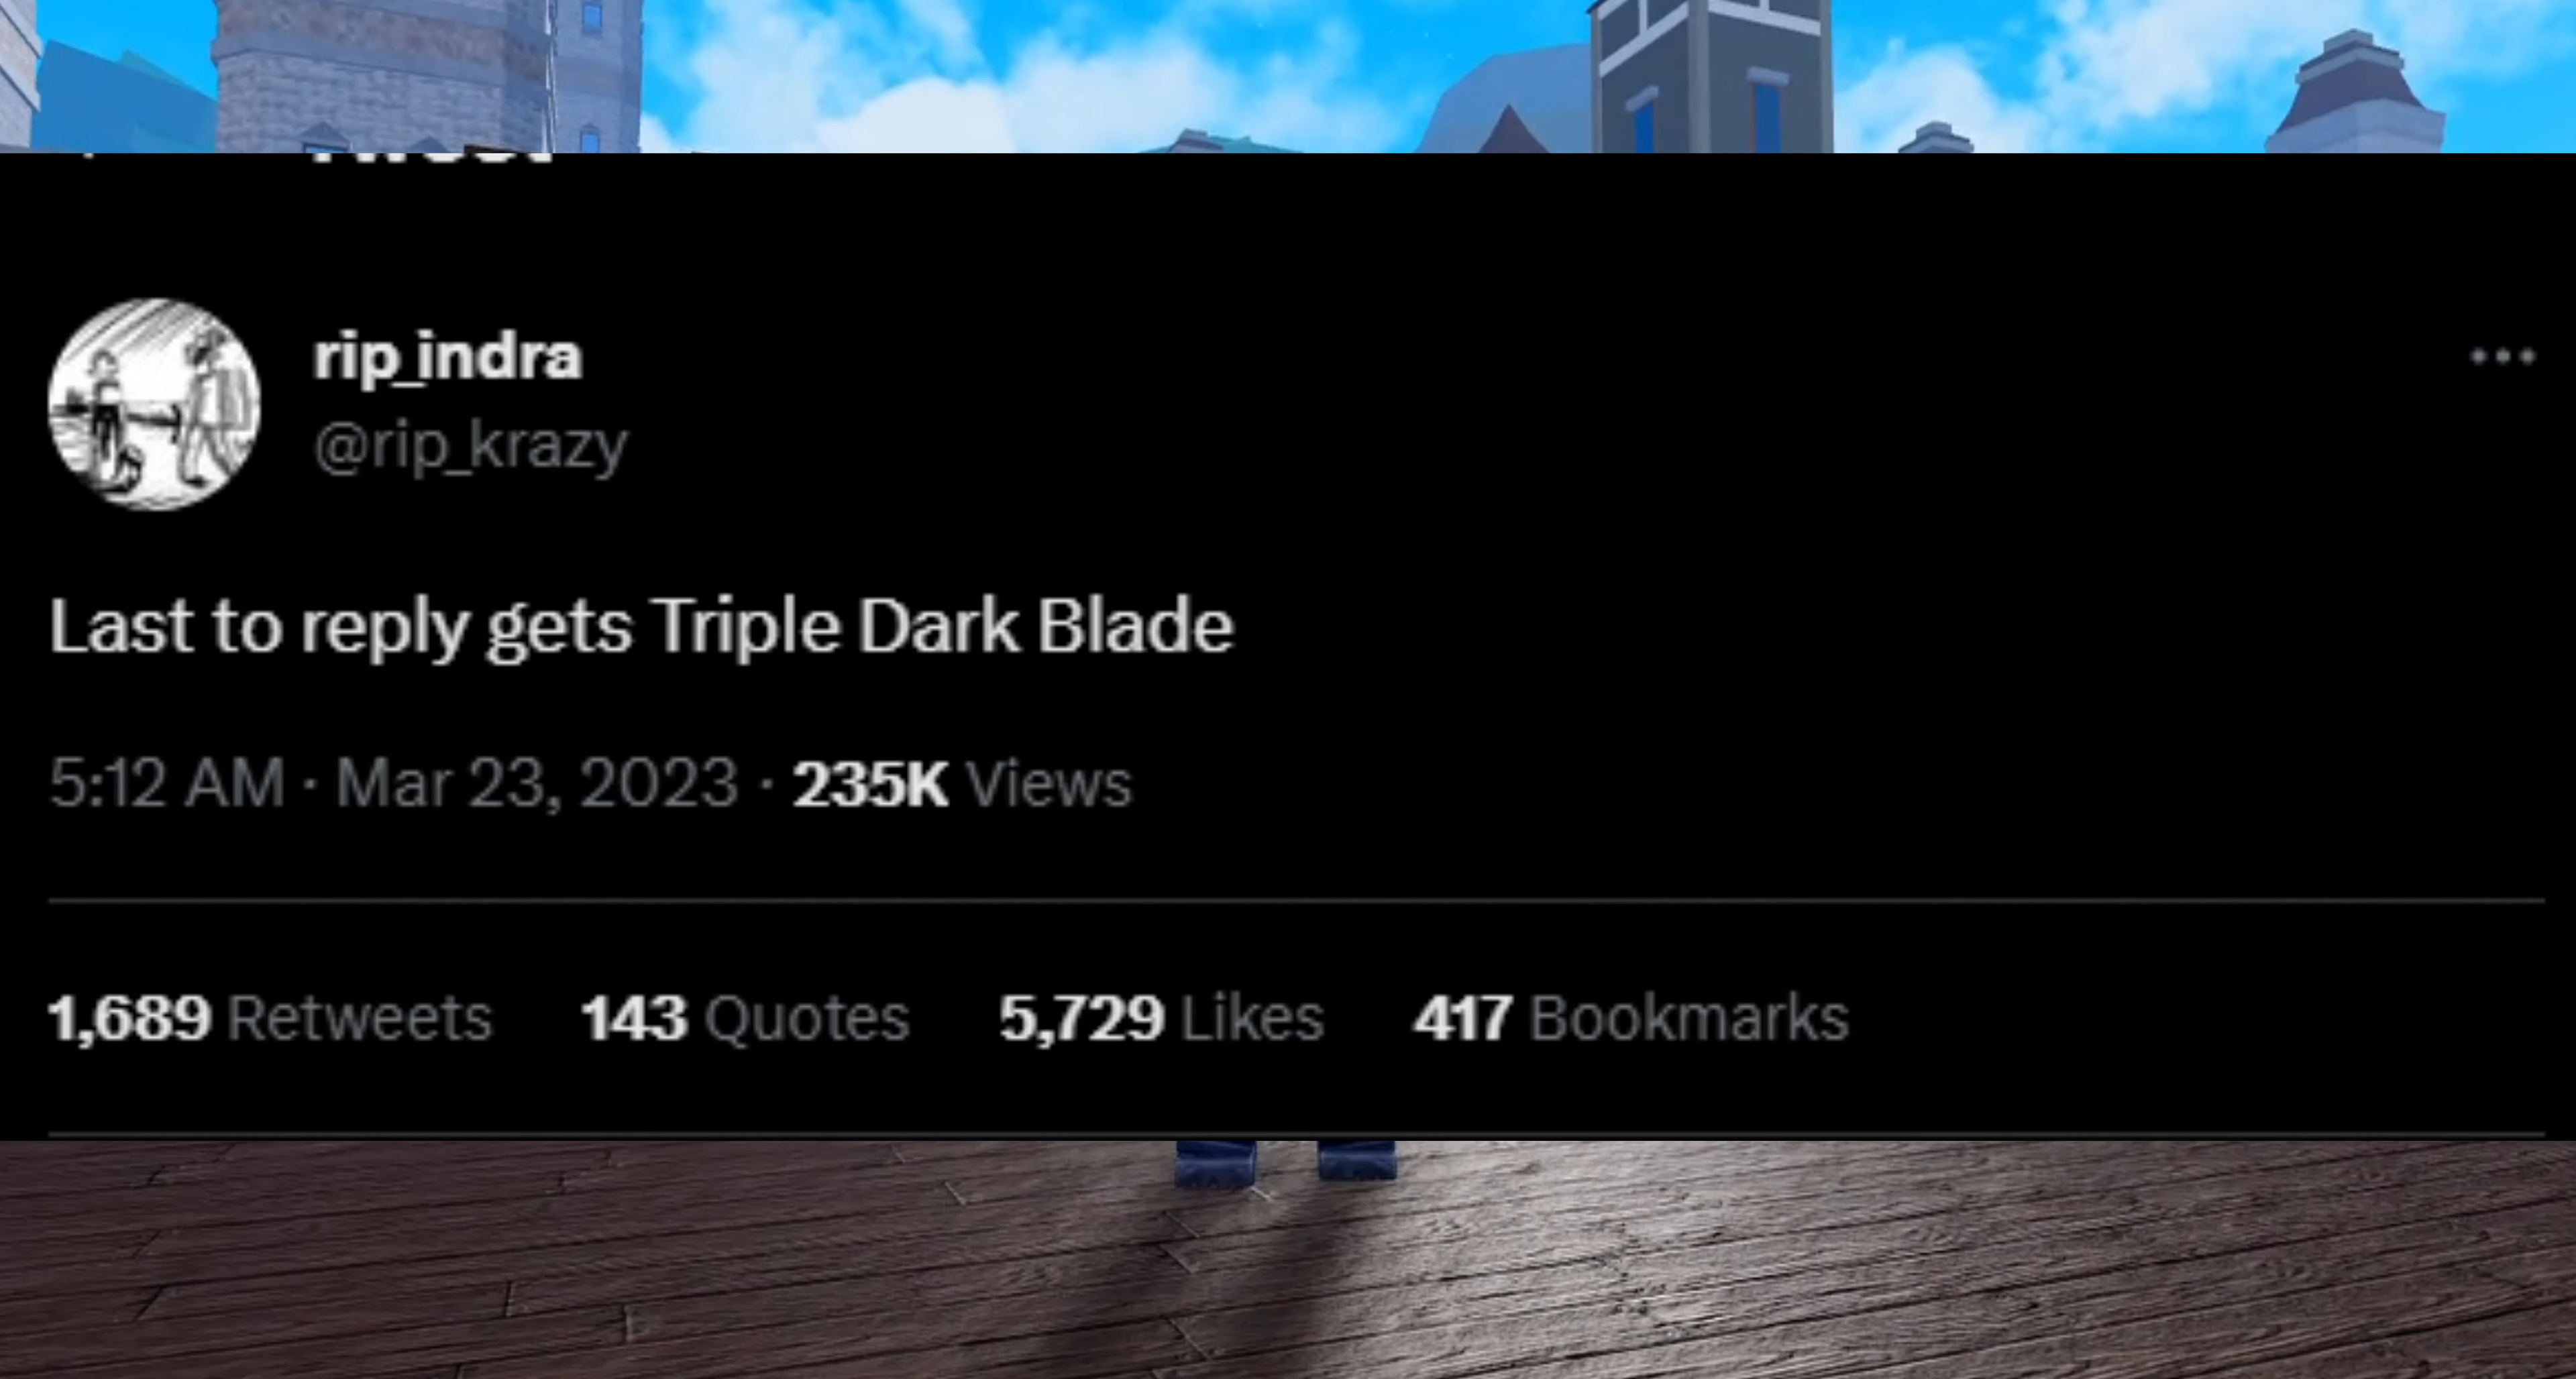 rip_indra
@rip_krazy
Last to reply gets Triple Dark Blade
5:12 AM · Mar 23, 2023 · 235K Views
1,689 Retweets 143 Quotes 5,729 Likes 417 Bookmarks